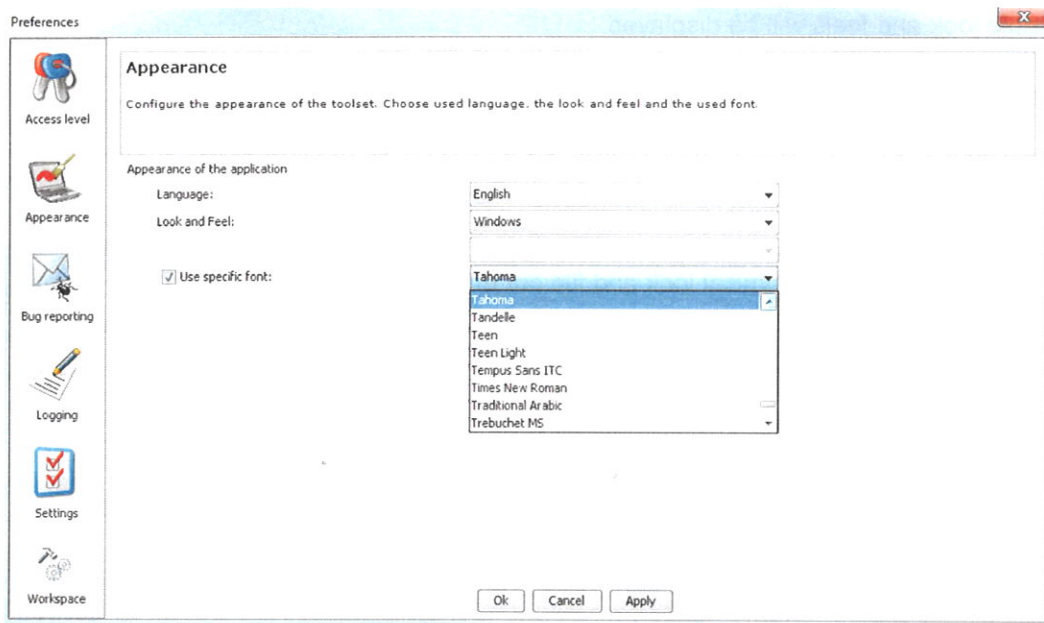 Preferences
Access level
Appearance
Bug reporting
Logging
Settings
Workspace
Appearance
Configure the appearance of the toolset. Choose used language, the look and feel and the used font.
Appearance of the application
Language: English
Look and Feel: Windows
Use specific font: Tahoma
Tahoma
Tandelle
Teen
Teen Light
Tempus Sans ITC
Times New Roman
Traditional Arabic
Trebuchet MS
Ok Cancel Apply